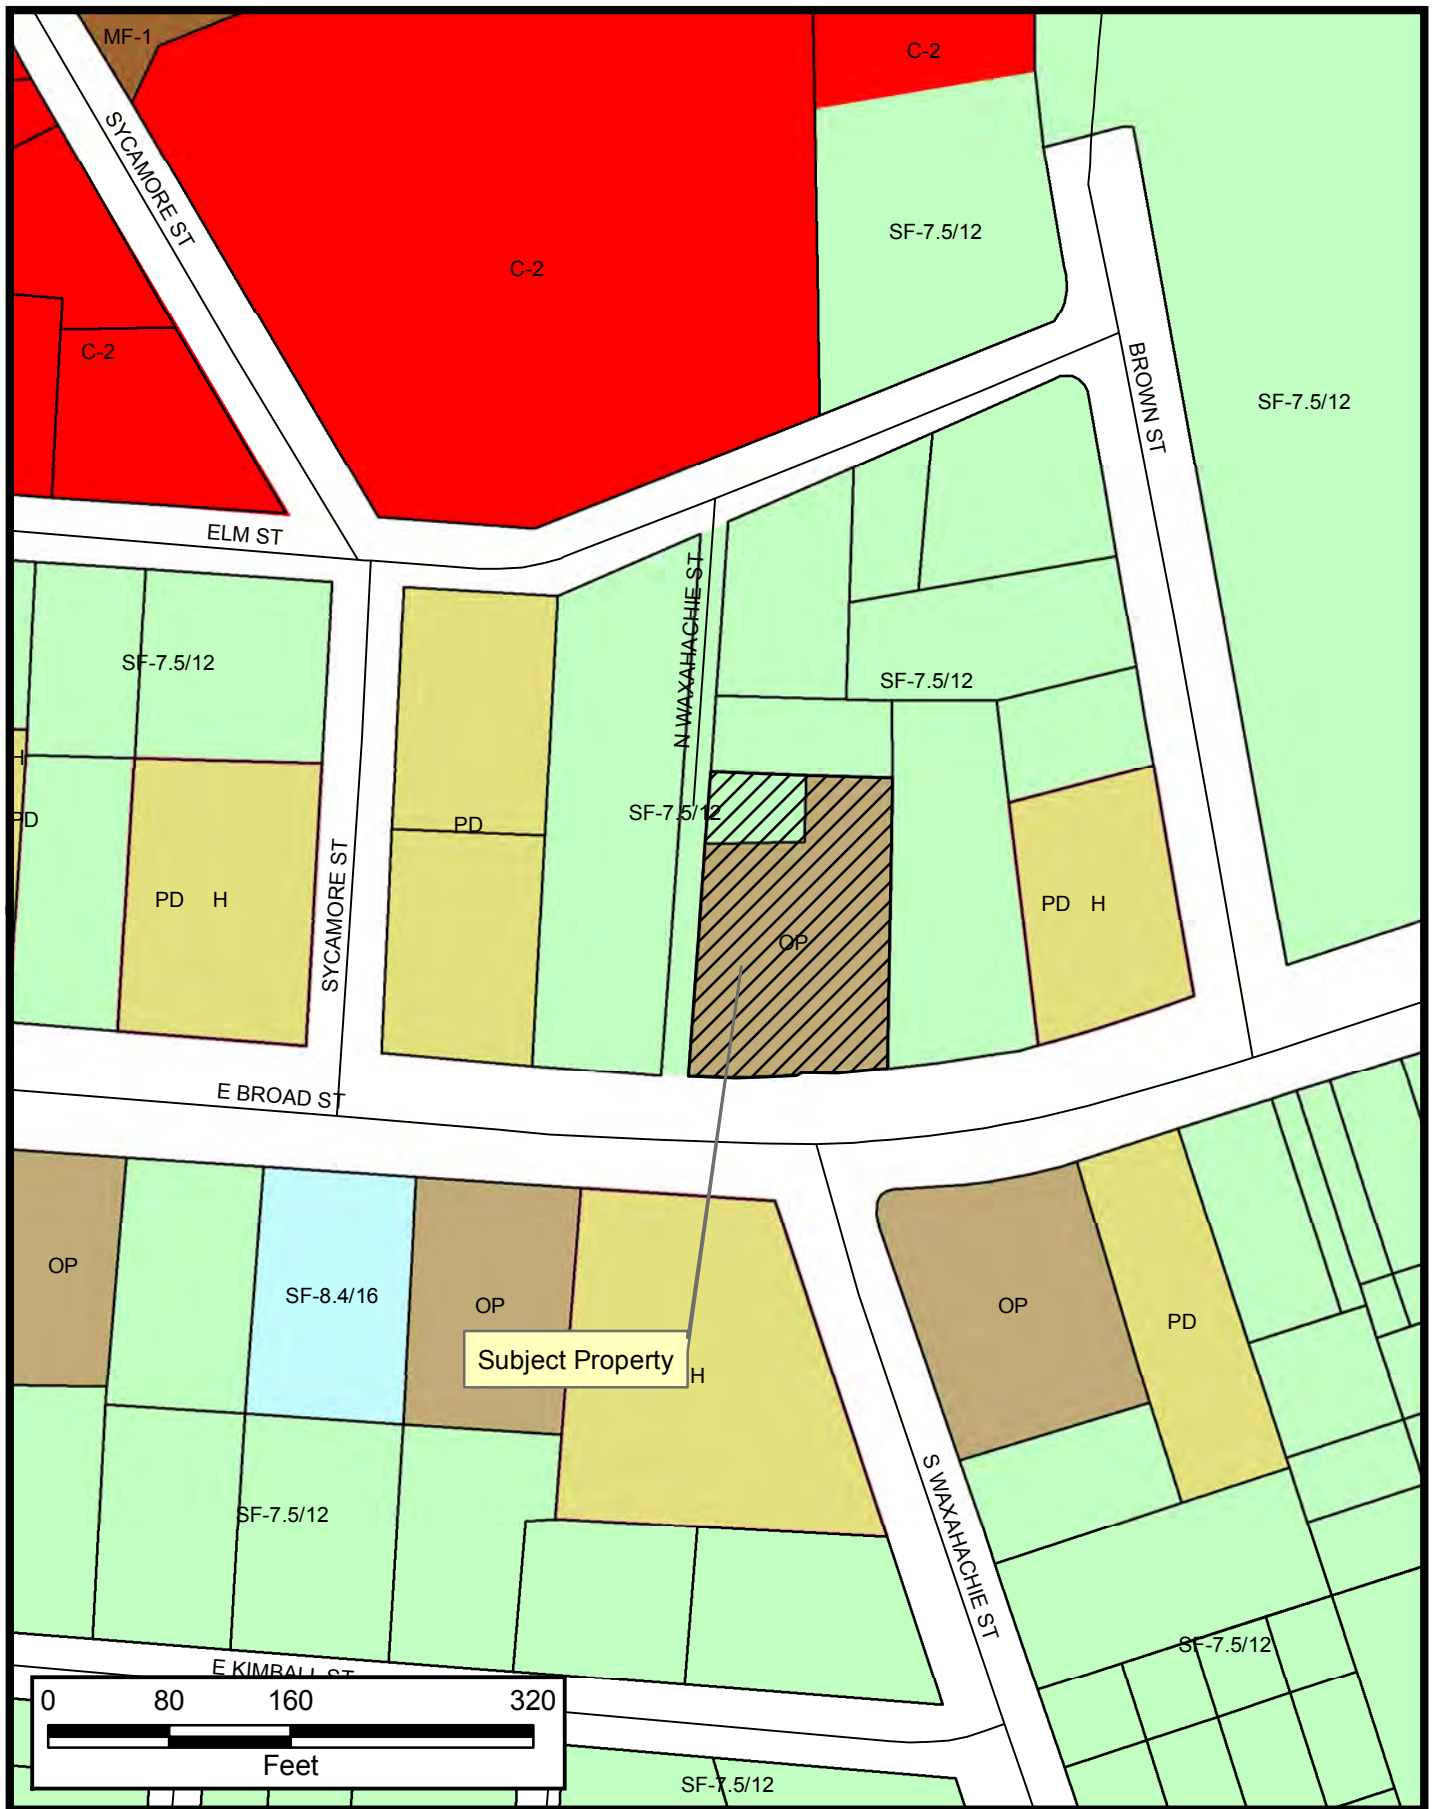 MF-1
C-2
SYCAMORE ST
SF-7.5/12
C-2
C-2
BROWN ST
SF-7.5/12
ELM ST
N WAXAHACHIE ST
SF-7.5/12
SF-7.5/12
H
PD
SF-7.5/12
PD
SYCAMORE ST
PD H
PD H
OP
E BROAD ST
OP
SF-8.4/16
OP
OP
PD
Subject Property
H
S WAXAHACHIE ST
SF-7.5/12
SF-7.5/12
E KIMBALL ST
0 80 160 320
Feet
SF-7.5/12